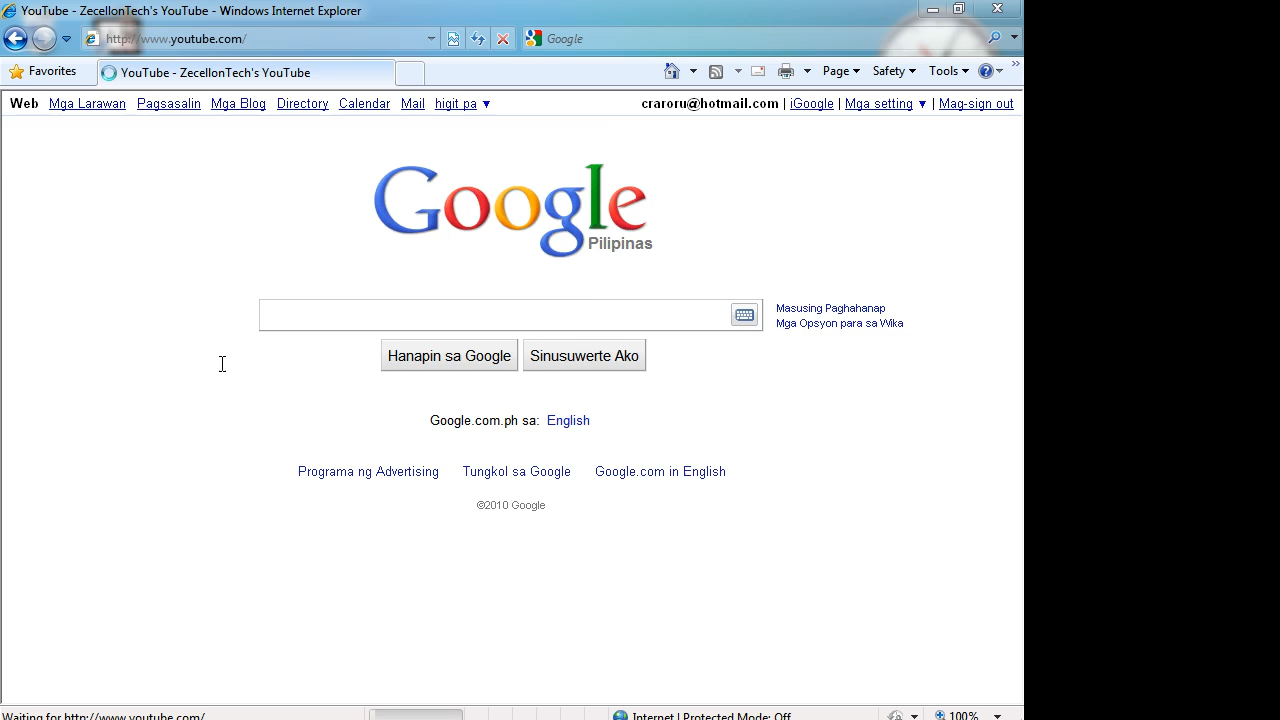 YouTube - ZecellonTech's YouTube - Windows Internet Explorer
http://www.youtube.com/
Google
Favorites
YouTube - ZecellonTech's YouTube
Page
Safety
Tools
Web Mga Larawan Pagsasalin Mga Blog Directory Calendar Mail higit pa ▼
craroru@hotmail.com | iGoogle | Mga setting ▼ | Mag-sign out
Google
Pilipinas
Masusing Paghahanap
Mga Opsyon para sa Wika
Hanapin sa Google
Sinusuwerte Ako
Google.com.ph sa: English
Programa ng Advertising Tungkol sa Google Google.com in English
©2010 Google
Waiting for http://www.youtube.com/
Internet | Protected Mode: Off
100%